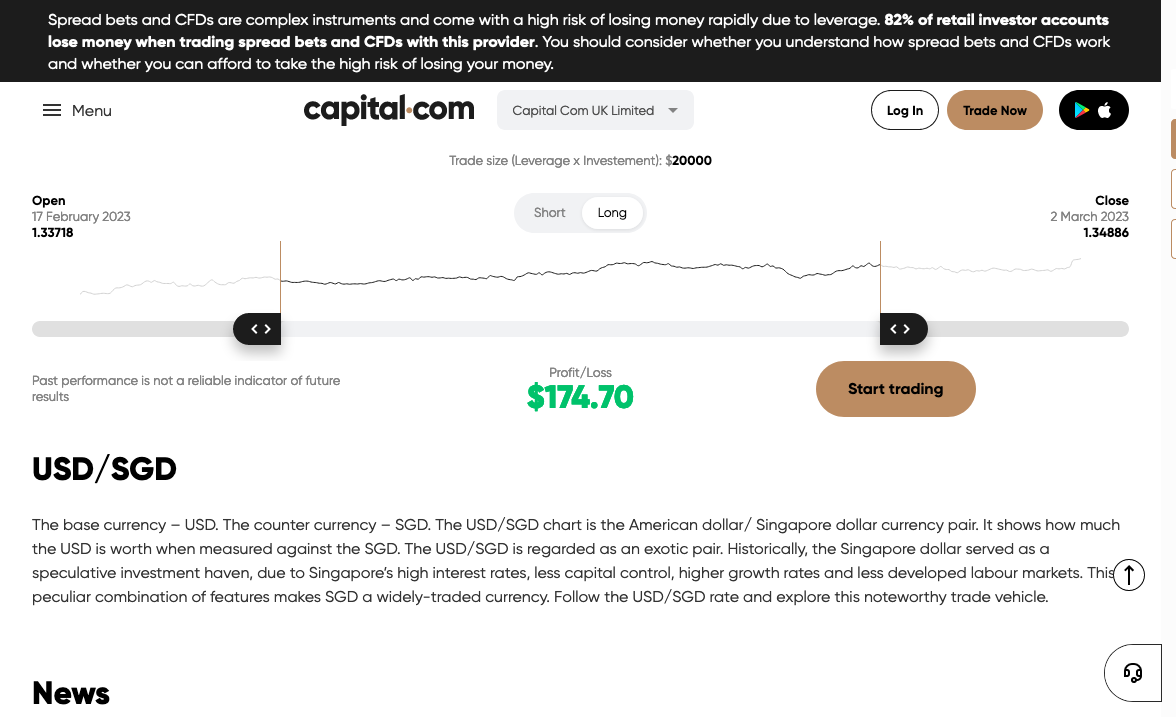 Spread bets and CFDs are complex instruments and come with a high risk of losing money rapidly due to leverage. 82% of retail investor accounts
lose money when trading spread bets and CFDs with this provider. You should consider whether you understand how spread bets and CFDs work
and whether you can afford to take the high risk of losing your money.
Menu
capital.com
Capital Com UK Limited
Log In
Trade Now
Trade size (Leverage x Investement): $20000
Open
17 February 2023
1.33718
Short
Long
Close
2 March 2023
1.34886
Past performance is not a reliable indicator of future
results
Profit/Loss
$174.70
Start trading
USD/SGD
The base currency – USD. The counter currency – SGD. The USD/SGD chart is the American dollar/ Singapore dollar currency pair. It shows how much
the USD is worth when measured against the SGD. The USD/SGD is regarded as an exotic pair. Historically, the Singapore dollar served as a
speculative investment haven, due to Singapore's high interest rates, less capital control, higher growth rates and less developed labour markets. This
peculiar combination of features makes SGD a widely-traded currency. Follow the USD/SGD rate and explore this noteworthy trade vehicle.
News